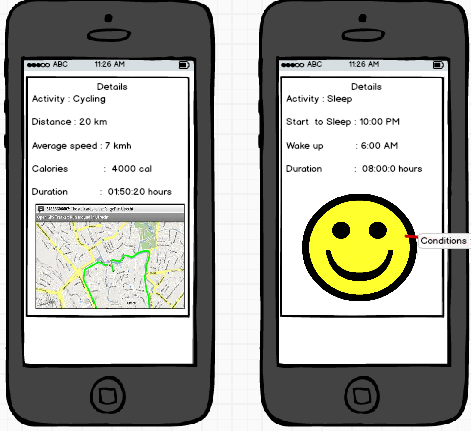 ABC 11:26 AM
Details
Activity : Cycling
Distance : 20 km
Average speed : 7 kmh
Calories : 4000 cal
Duration : 01:50:20 hours
ABC 11:26 AM
Details
Activity : Sleep
Start to Sleep : 10:00 PM
Wake up : 6:00 AM
Duration : 08:00:0 hours
Conditions